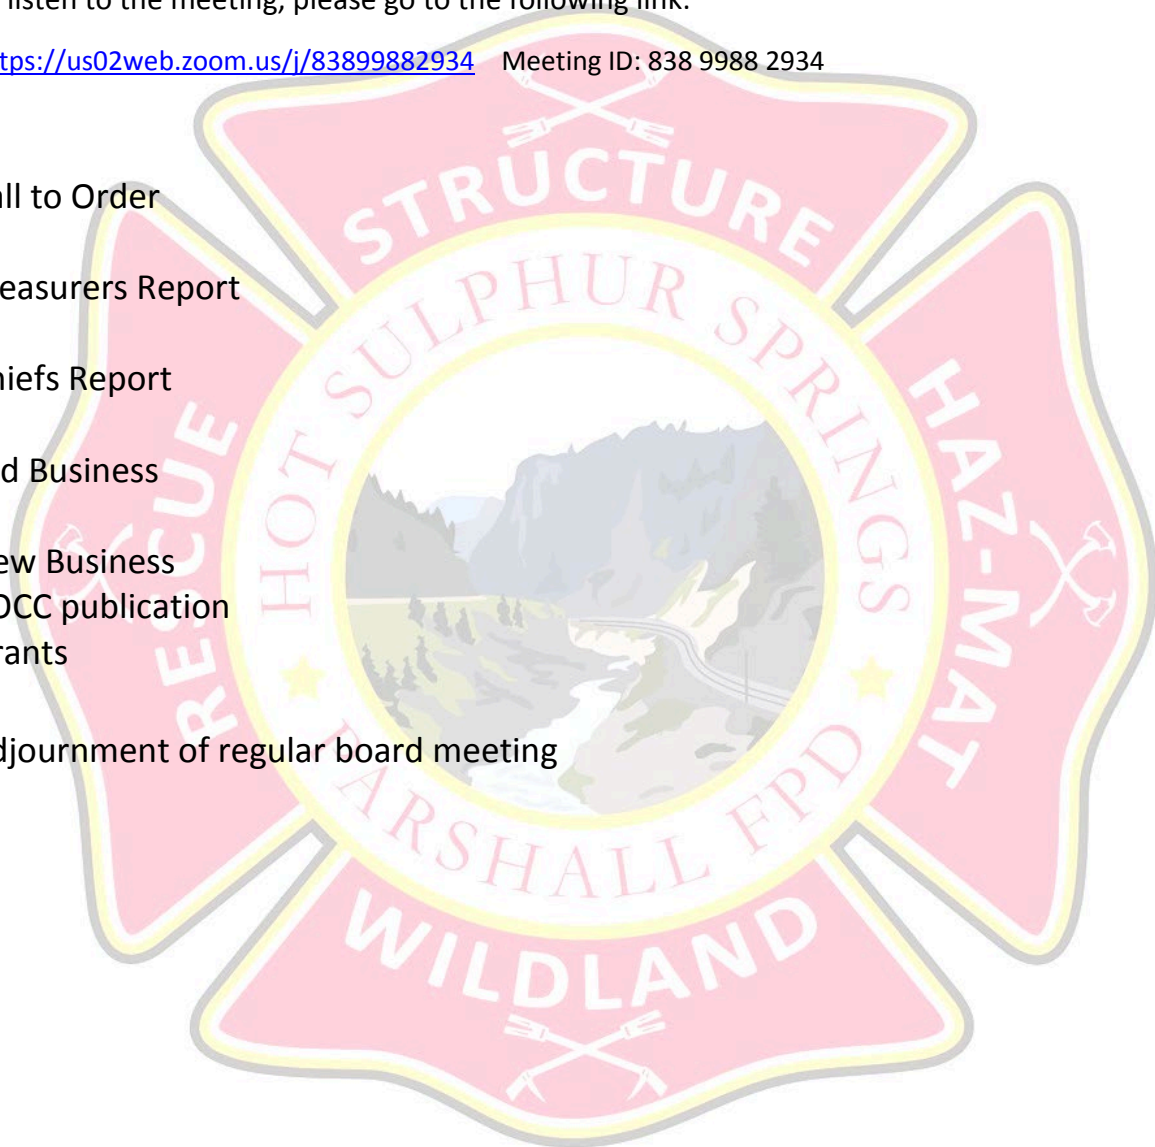 listen to the meeting, please go to the following link:
tps://us02web.zoom.us/j/83899882934 Meeting ID: 838 9988 2934
ll to Order
easurers Report
hiefs Report
d Business
ew Business
OCC publication
rants
djournment of regular board meeting
STRUCTURE
HAZ-MAT
WILDLAND
RESCUE
HOT SULPHUR SPRINGS
PARSHALL FPD